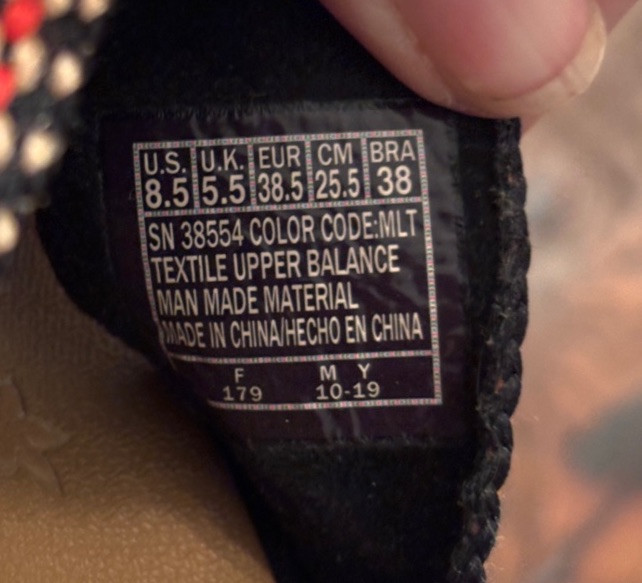 U.S. U.K. EUR CM BRA
8.5 5.5 38.5 25.5 38
SN 38554 COLOR CODE:MLT
TEXTILE UPPER BALANCE
MAN MADE MATERIAL
MADE IN CHINA/HECHO EN CHINA
F M Y
179 10-19